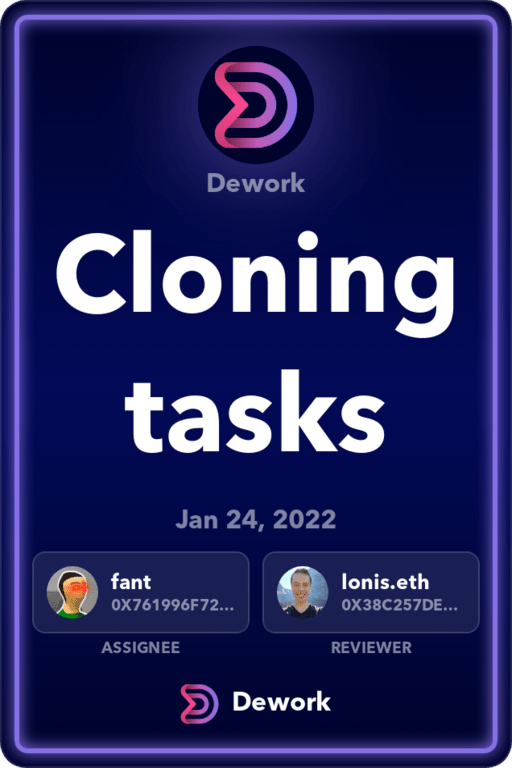 Dework
Cloning
tasks
Jan 24, 2022
fant
0X761996F72...
lonis.eth
0X38C257DE...
ASSIGNEE
REVIEWER
Dework